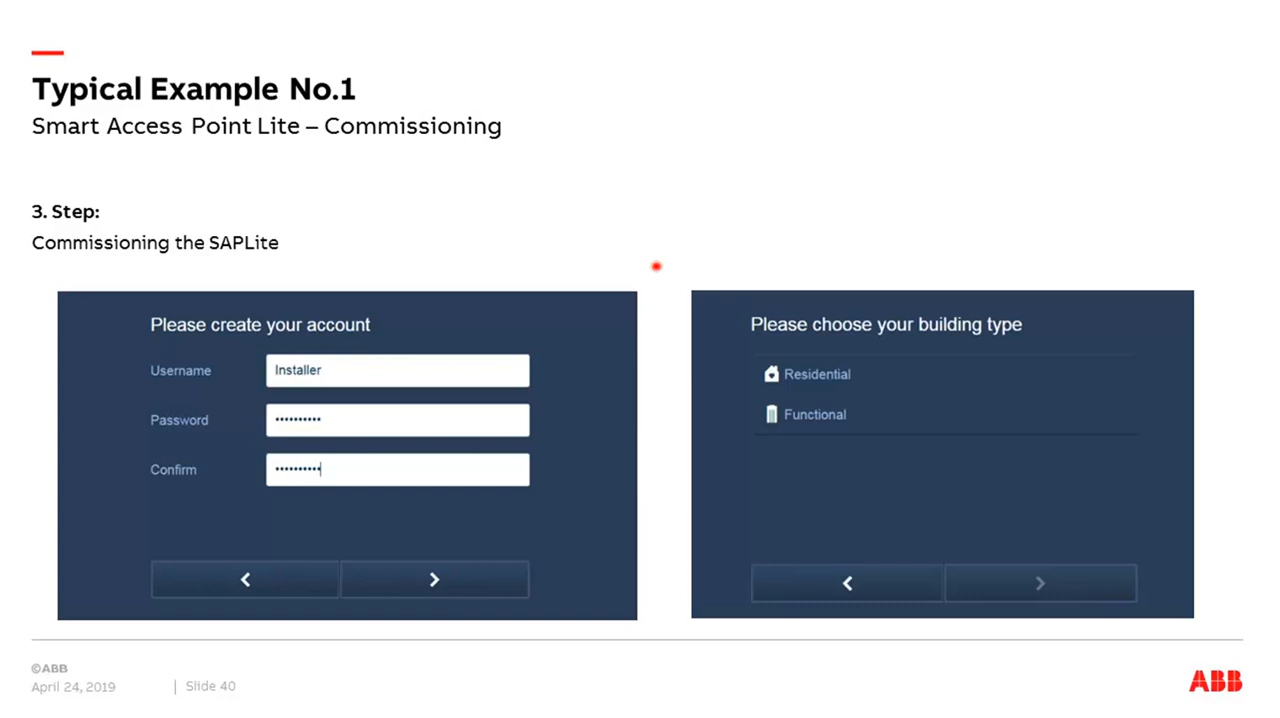 Typical Example No.1
Smart Access Point Lite – Commissioning
3. Step:
Commissioning the SAPLite
Please create your account
Username
Installer
Password
••••••••••
Confirm
••••••••••
Please choose your building type
Residential
Functional
©ABB
April 24, 2019
Slide 40
ABB